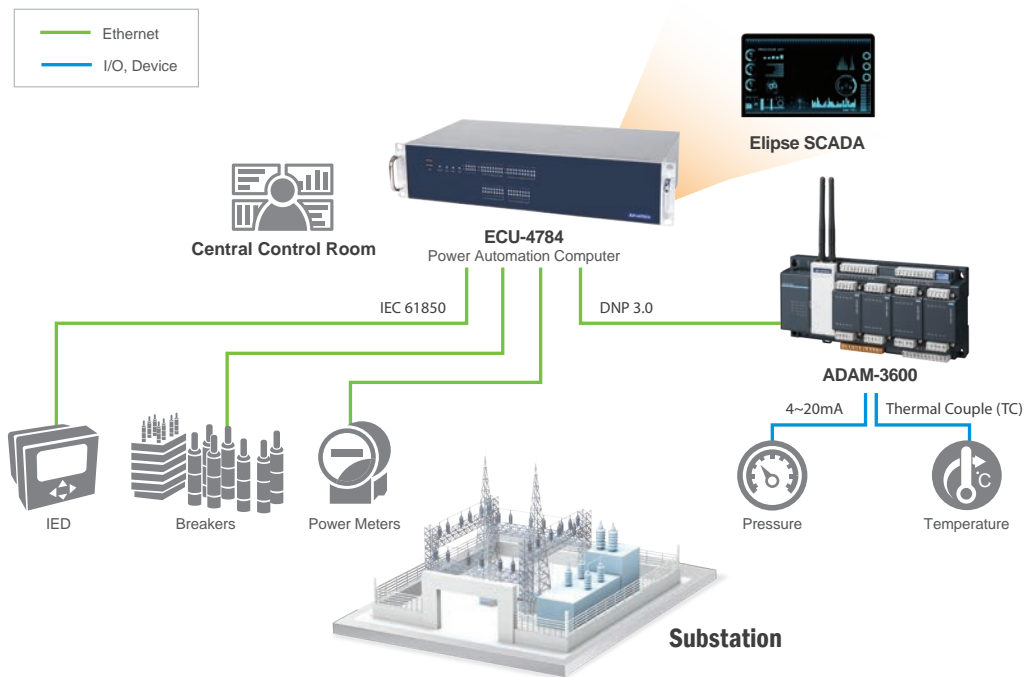 Ethernet
I/O, Device
Elipse SCADA
Central Control Room
ECU-4784
Power Automation Computer
IEC 61850
DNP 3.0
ADAM-3600
4~20mA
Thermal Couple (TC)
°C
IED
Breakers
Power Meters
Pressure
Temperature
Substation